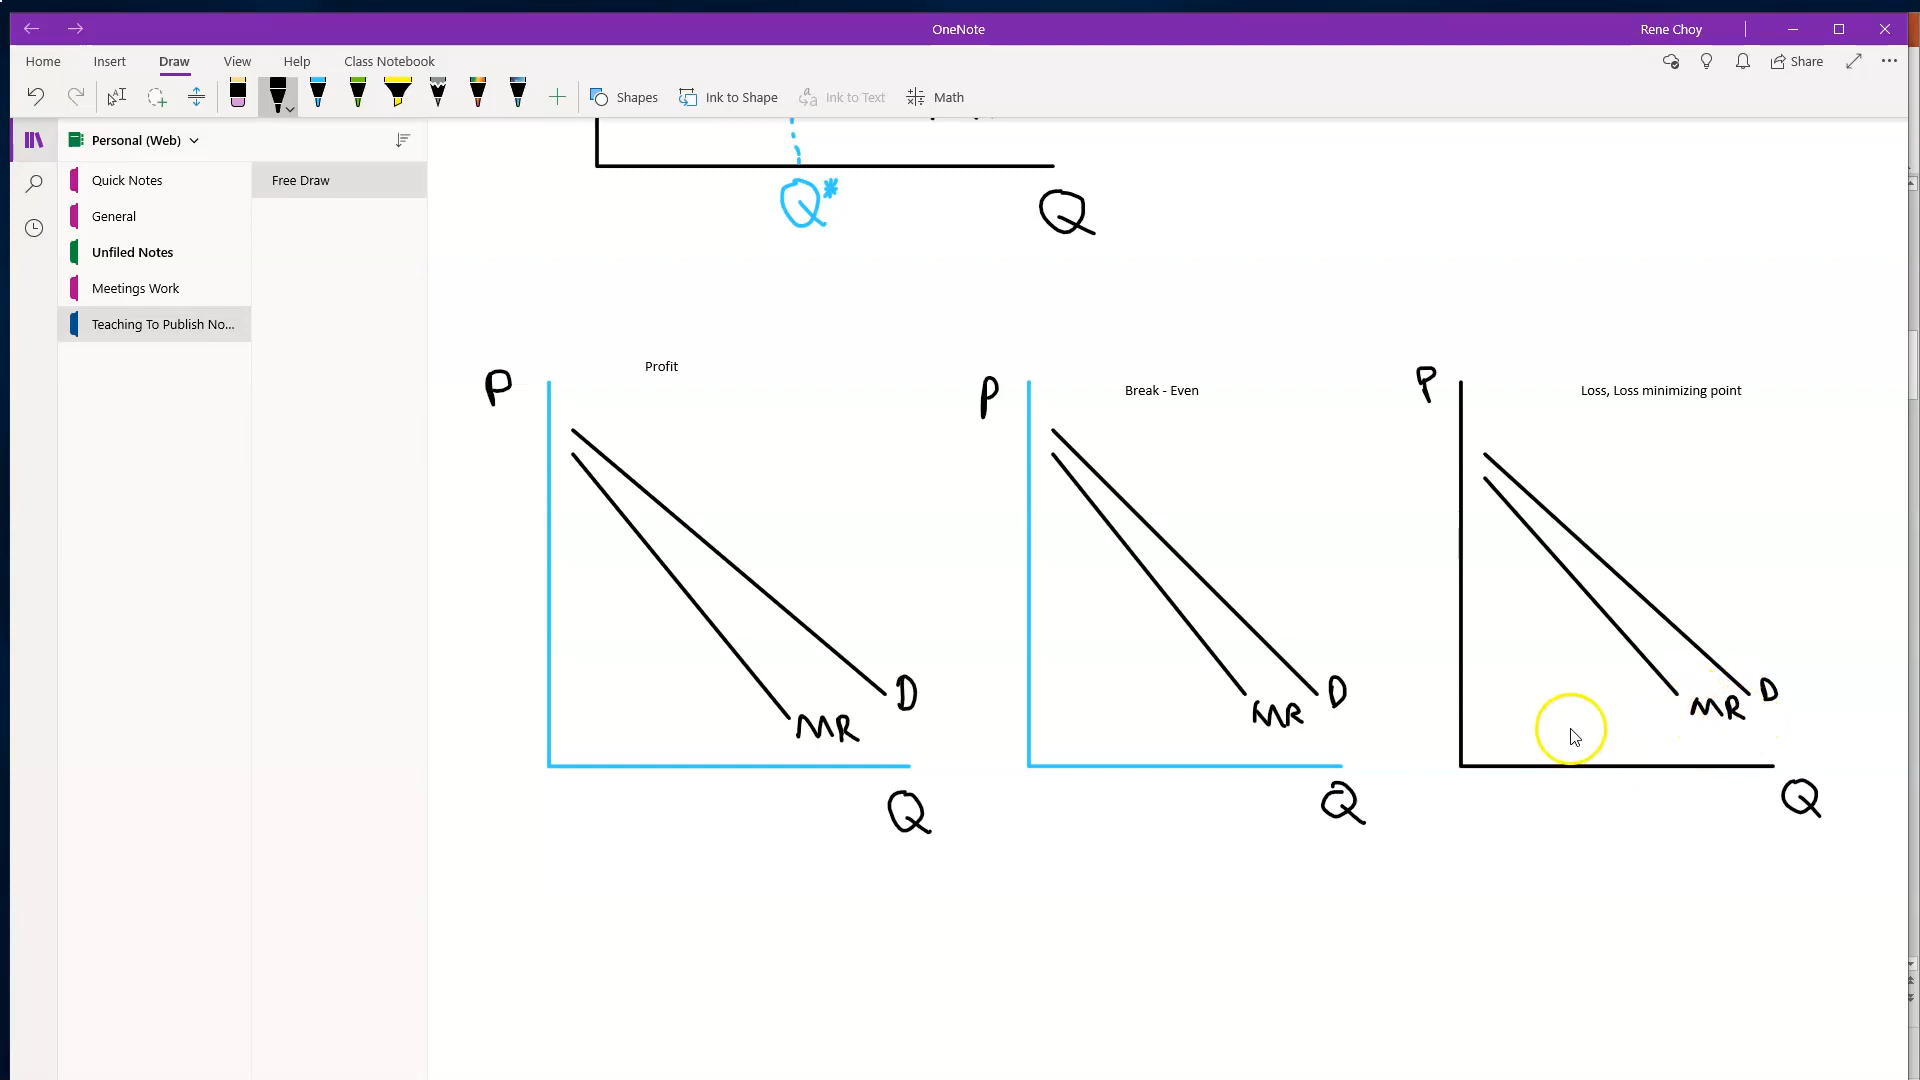 OneNote
Rene Choy
Home Insert Draw View Help Class Notebook
Share
Shapes Ink to Shape Ink to Text Math
Personal (Web)
Quick Notes
General
Unfiled Notes
Meetings Work
Teaching To Publish No...
Free Draw
Q*
Q
Profit
P
D
MR
Q
Break - Even
P
D
MR
Q
Loss, Loss minimizing point
P
D
MR
Q